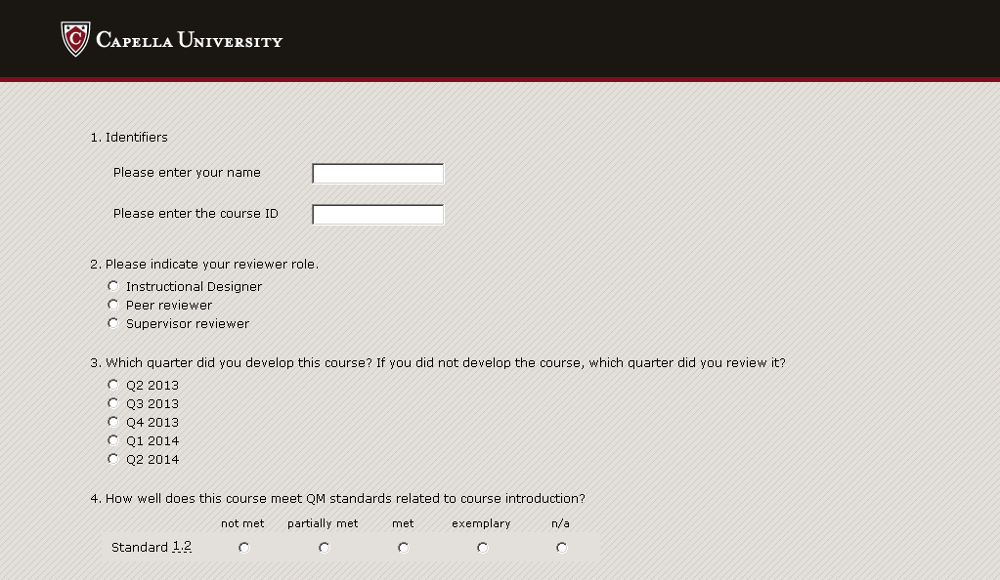 C CAPELLA UNIVERSITY
1. Identifiers
Please enter your name
Please enter the course ID
2. Please indicate your reviewer role.
Instructional Designer
Peer reviewer
Supervisor reviewer
3. Which quarter did you develop this course? If you did not develop the course, which quarter did you review it?
Q2 2013
Q3 2013
Q4 2013
Q1 2014
Q2 2014
4. How well does this course meet QM standards related to course introduction?
not met partially met met exemplary n/a
Standard 1.2